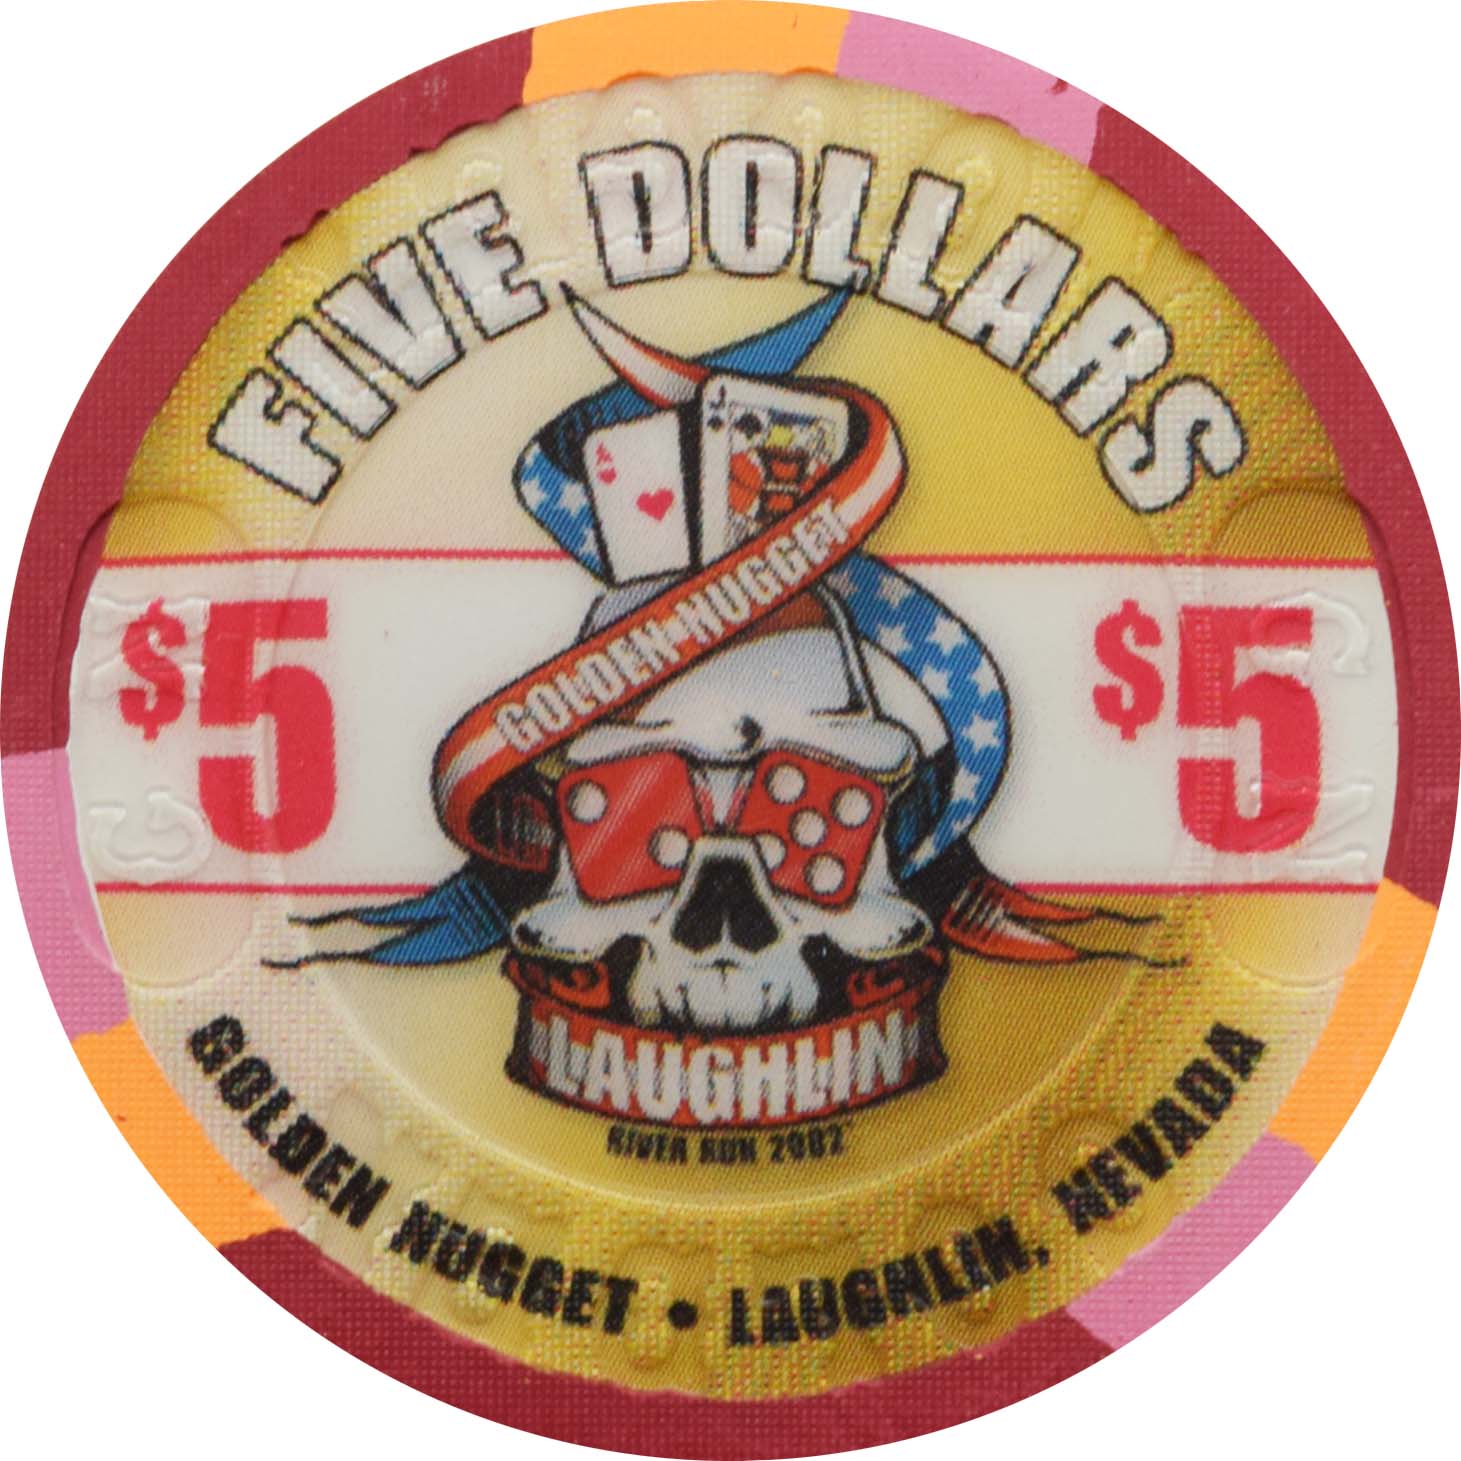 FIVE DOLLARS
A
J
GOLDEN NUGGET
$5
$5
LAUGHLIN
RIVER RUN 2002
GOLDEN NUGGET • LAUGHLIN, NEVADA